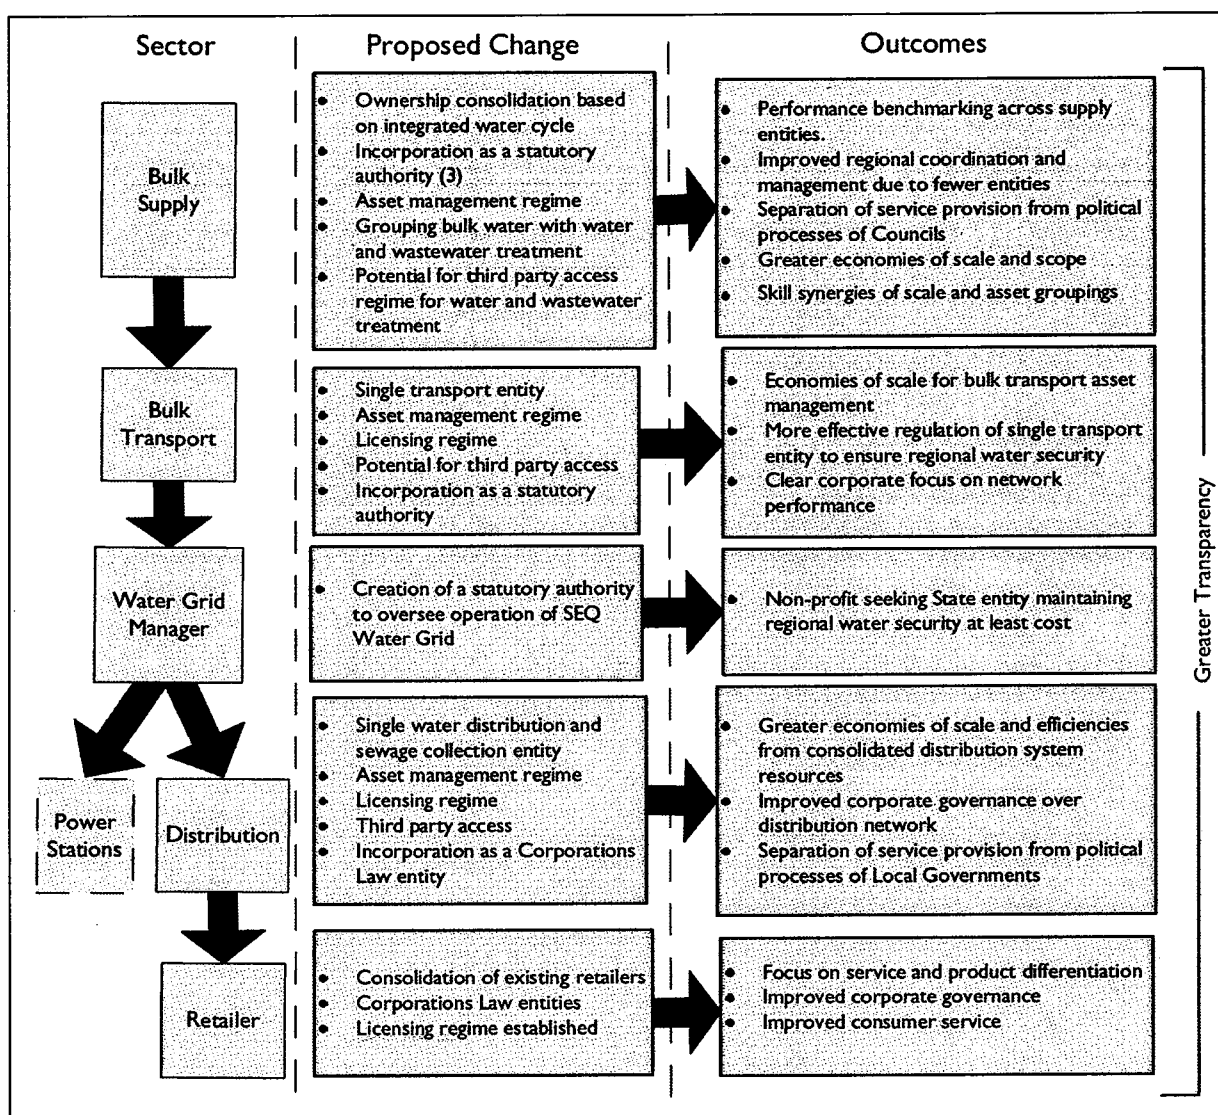 Sector
Proposed Change
Outcomes
Bulk
Supply
• Ownership consolidation based
on integrated water cycle
• Incorporation as a statutory
authority (3)
• Asset management regime
• Grouping bulk water with water
and wastewater treatment
• Potential for third party access
regime for water and wastewater
treatment
• Performance benchmarking across supply
entities.
• Improved regional coordination and
management due to fewer entities
• Separation of service provision from political
processes of Councils
• Greater economies of scale and scope
• Skill synergies of scale and asset groupings
Bulk
Transport
• Single transport entity
• Asset management regime
• Licensing regime
• Potential for third party access
• Incorporation as a statutory
authority
• Economies of scale for bulk transport asset
management
• More effective regulation of single transport
entity to ensure regional water security
• Clear corporate focus on network
performance
Water Grid
Manager
• Creation of a statutory authority
to oversee operation of SEQ
Water Grid
• Non-profit seeking State entity maintaining
regional water security at least cost
Power
Stations
Distribution
• Single water distribution and
sewage collection entity
• Asset management regime
• Licensing regime
• Third party access
• Incorporation as a Corporations
Law entity
• Greater economies of scale and efficiencies
from consolidated distribution system
resources
• Improved corporate governance over
distribution network
• Separation of service provision from political
processes of Local Governments
Retailer
• Consolidation of existing retailers
• Corporations Law entities
• Licensing regime established
• Focus on service and product differentiation
• Improved corporate governance
• Improved consumer service
Greater Transparency